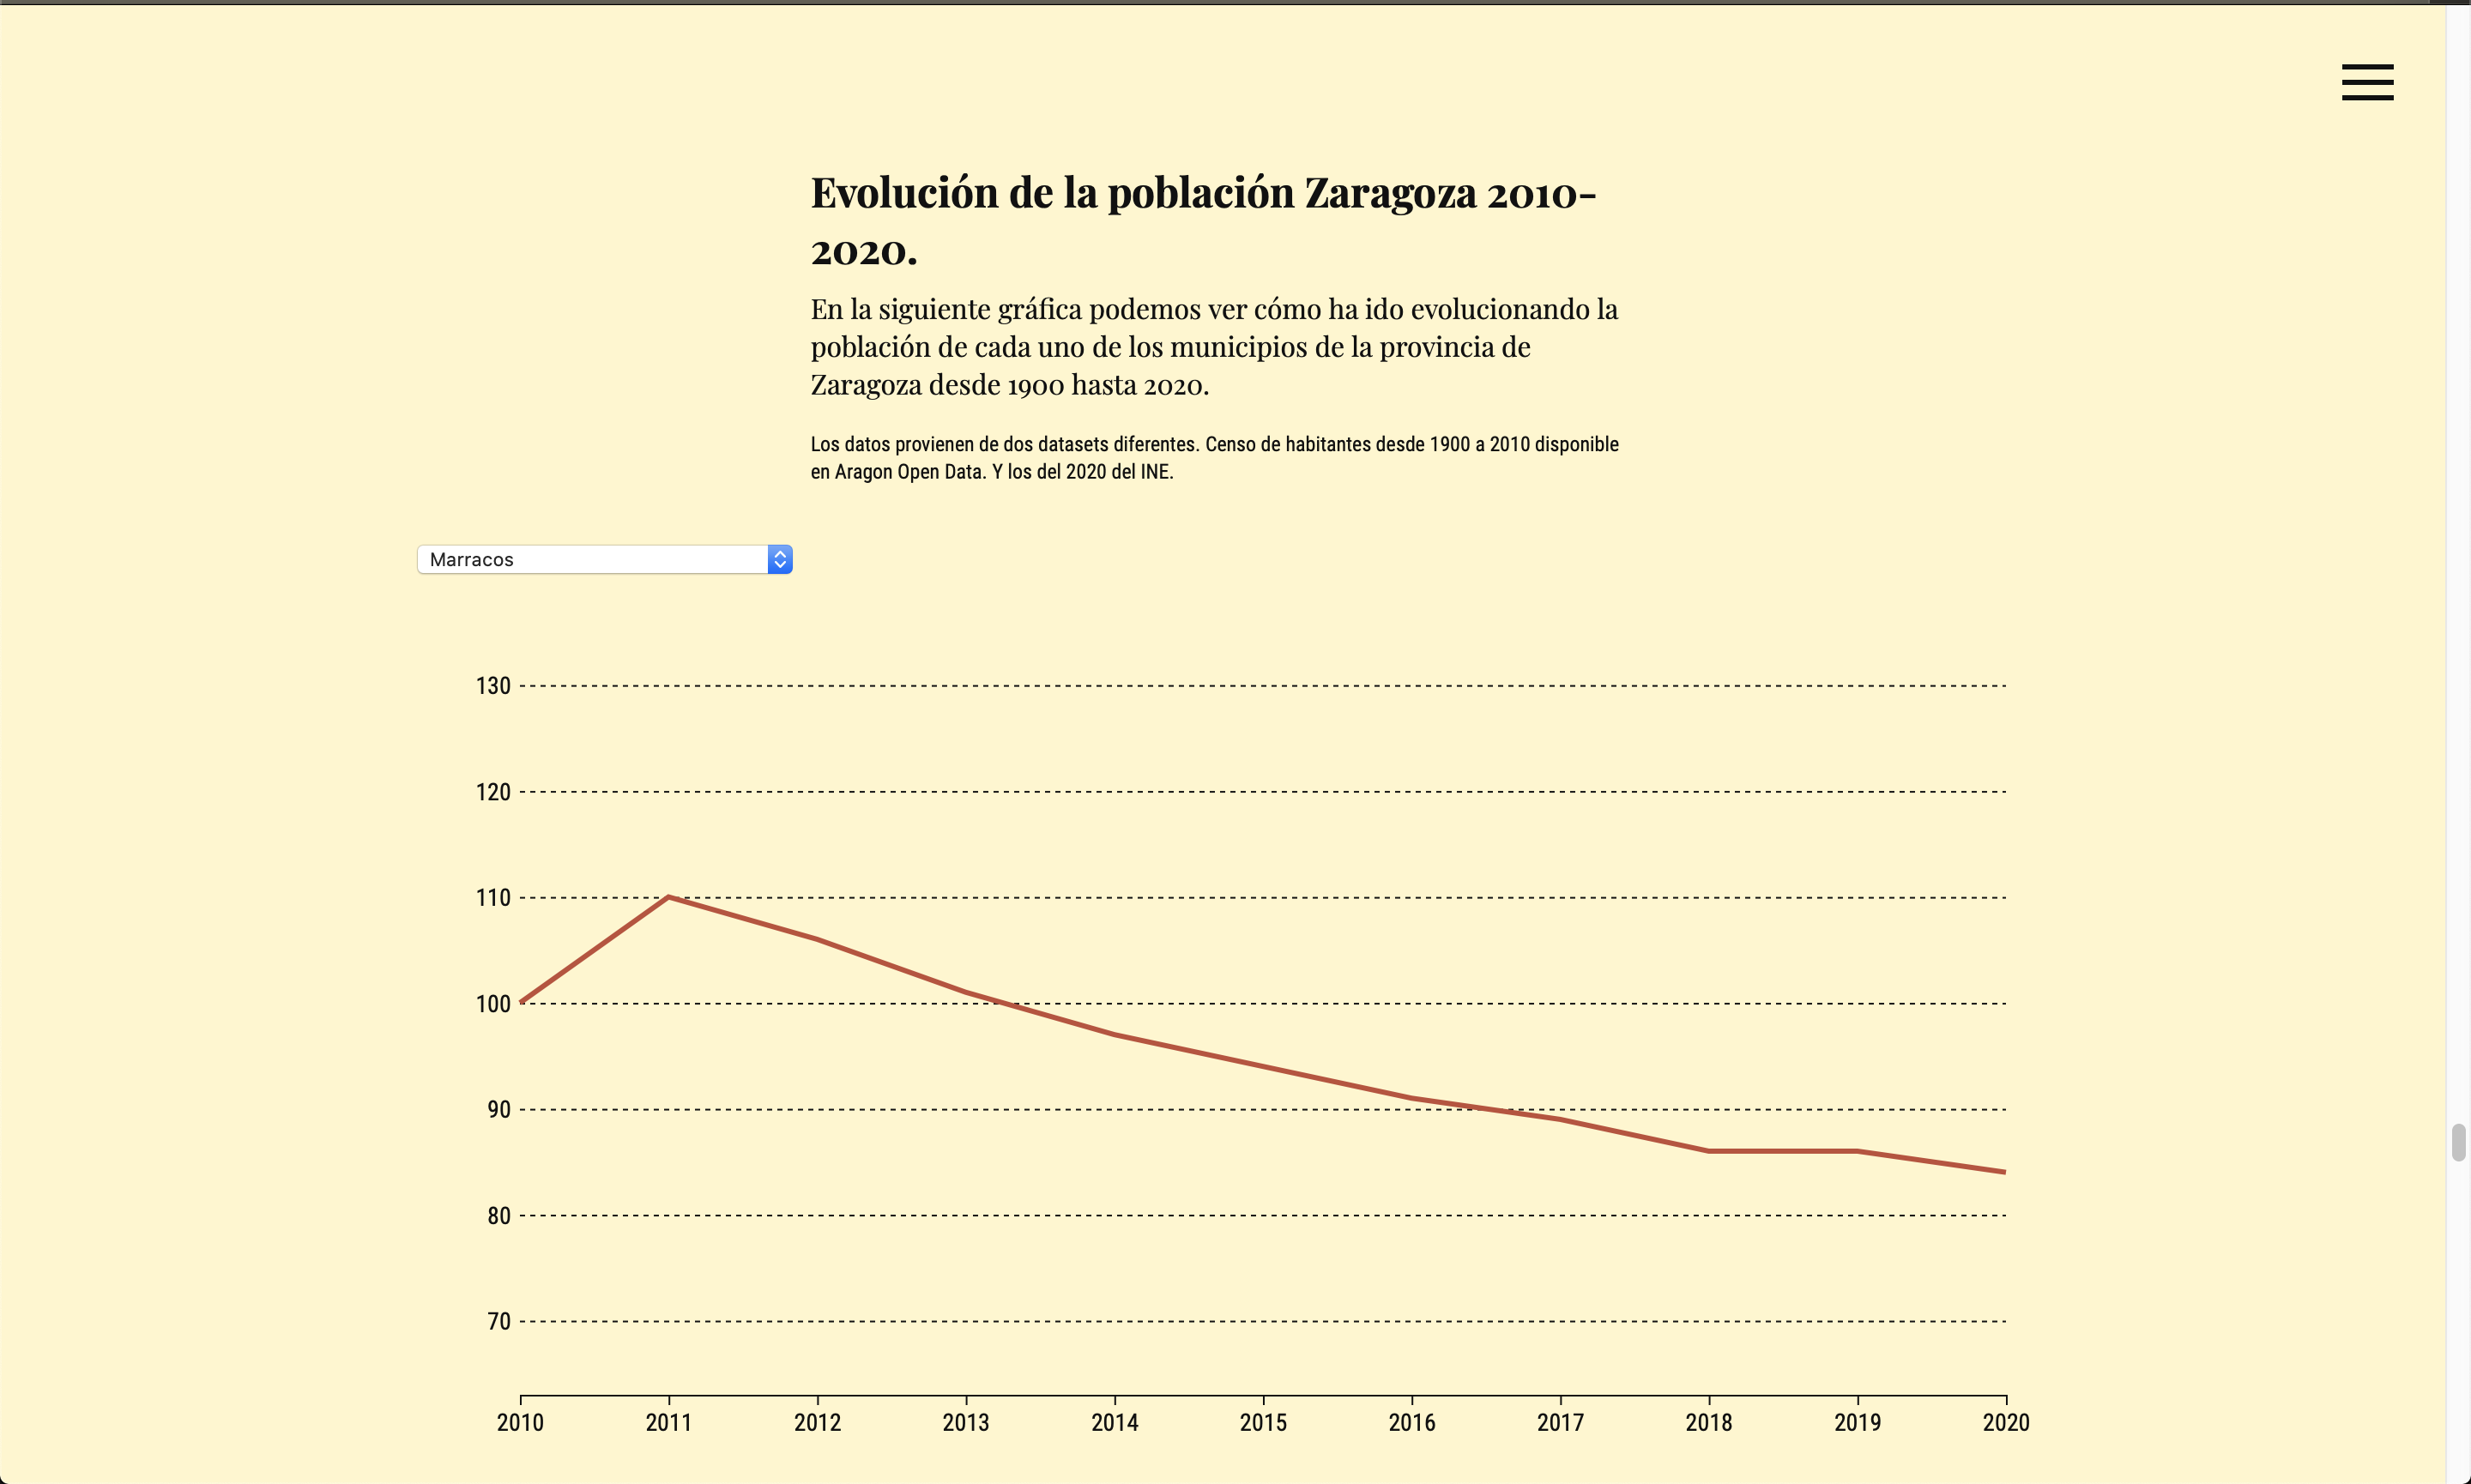 Evolución de la población Zaragoza 2010-
2020.
En la siguiente gráfica podemos ver cómo ha ido evolucionando la
población de cada uno de los municipios de la provincia de
Zaragoza desde 1900 hasta 2020.
Los datos provienen de dos datasets diferentes. Censo de habitantes desde 1900 a 2010 disponible
en Aragon Open Data. Y los del 2020 del INE.
Marracos
130
120
110
100
90
80
70
2010 2011 2012 2013 2014 2015 2016 2017 2018 2019 2020